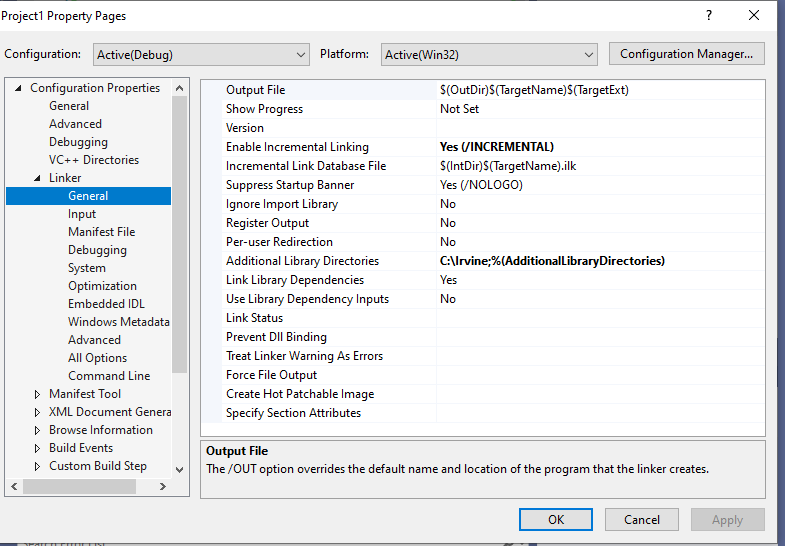 Project1 Property Pages
? 
Configuration: Active(Debug) Platform: Active(Win32) Configuration Manager...
Configuration Properties
General
Advanced
Debugging
VC++ Directories
Linker
General
Input
Manifest File
Debugging
System
Optimization
Embedded IDL
Windows Metadata
Advanced
All Options
Command Line
Manifest Tool
XML Document Genera
Browse Information
Build Events
Custom Build Step
Output File $(OutDir)$(TargetName)$(TargetExt)
Show Progress Not Set
Version
Enable Incremental Linking Yes (/INCREMENTAL)
Incremental Link Database File $(IntDir)$(TargetName).ilk
Suppress Startup Banner Yes (/NOLOGO)
Ignore Import Library No
Register Output No
Per-user Redirection No
Additional Library Directories C:\Irvine;%(AdditionalLibraryDirectories)
Link Library Dependencies Yes
Use Library Dependency Inputs No
Link Status
Prevent Dll Binding
Treat Linker Warning As Errors
Force File Output
Create Hot Patchable Image
Specify Section Attributes
Output File
The /OUT option overrides the default name and location of the program that the linker creates.
OK Cancel Apply